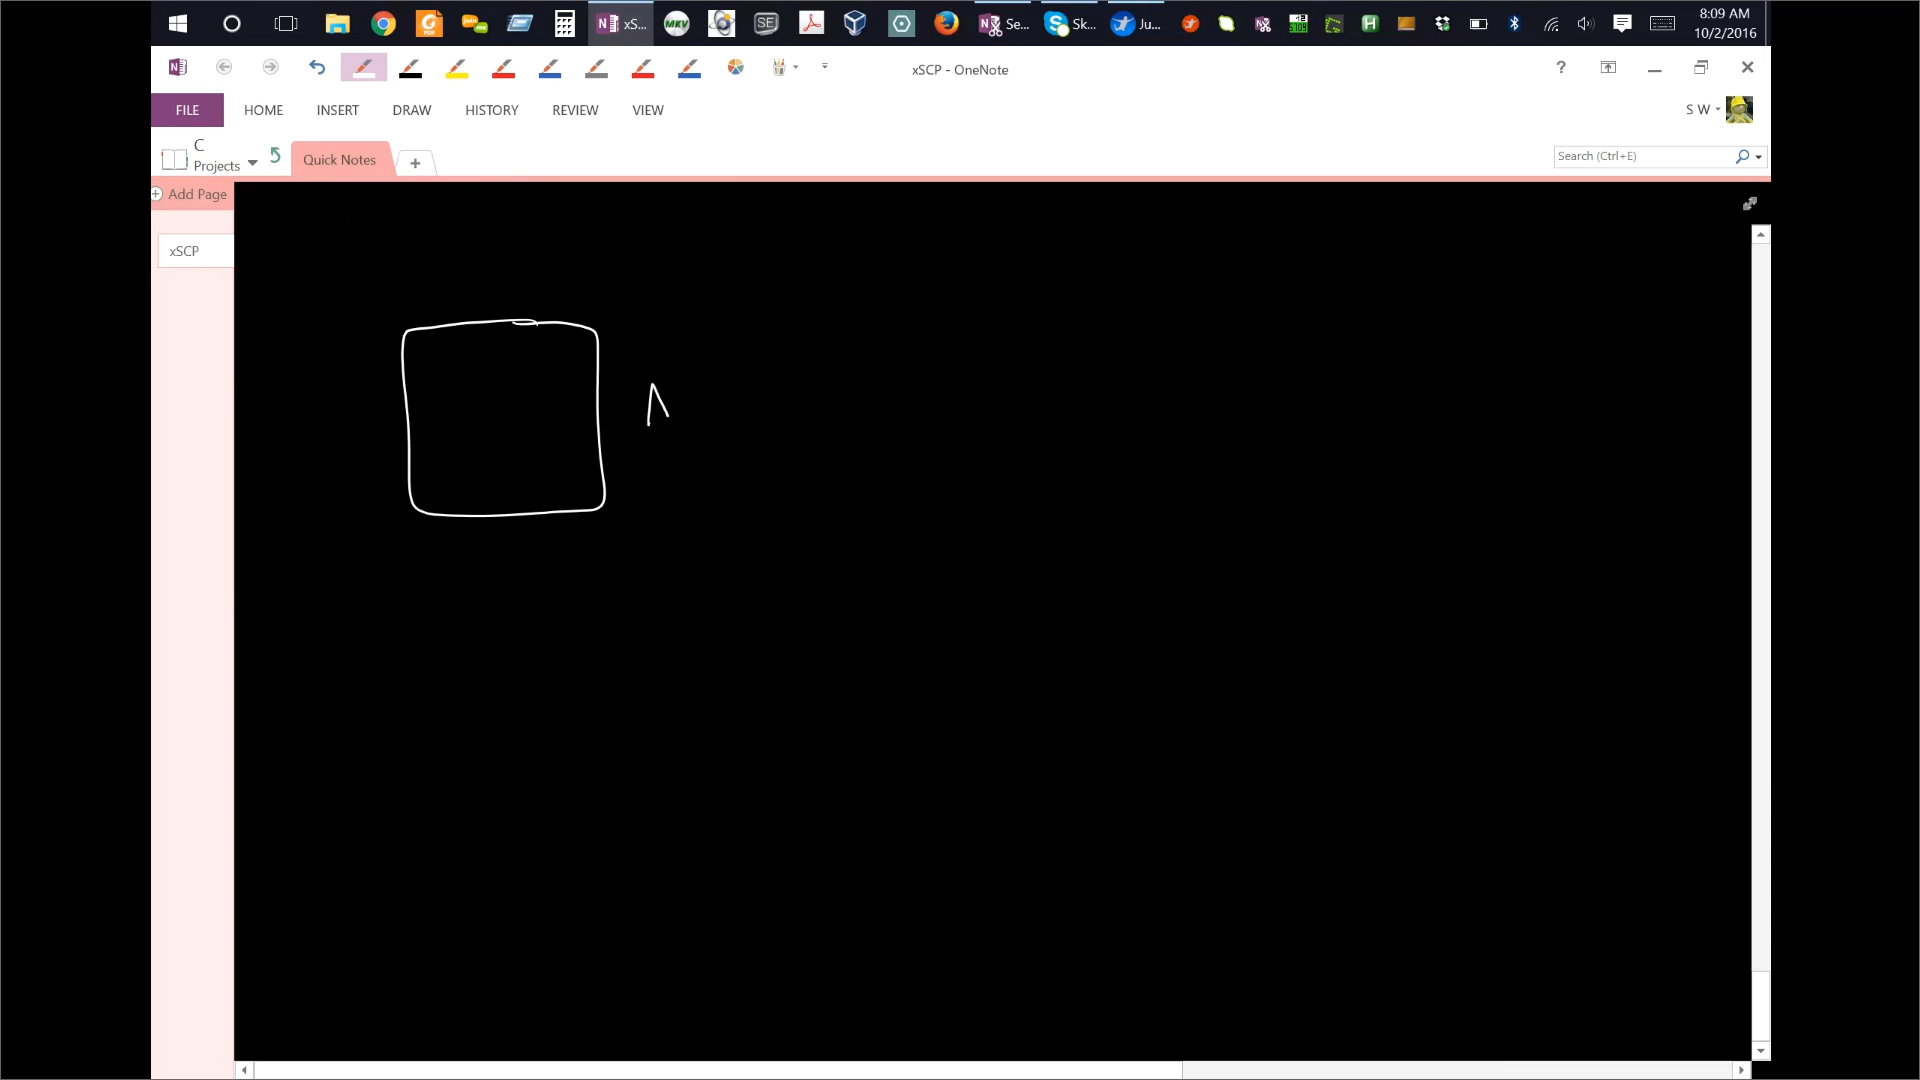 xS...
MKV
SE
Se...
Sk...
Ju...
8:09 AM
10/2/2016
xSCP - OneNote
?
FILE
HOME
INSERT
DRAW
HISTORY
REVIEW
VIEW
S W
C
Projects
Quick Notes
+
Search (Ctrl+E)
Add Page
xSCP